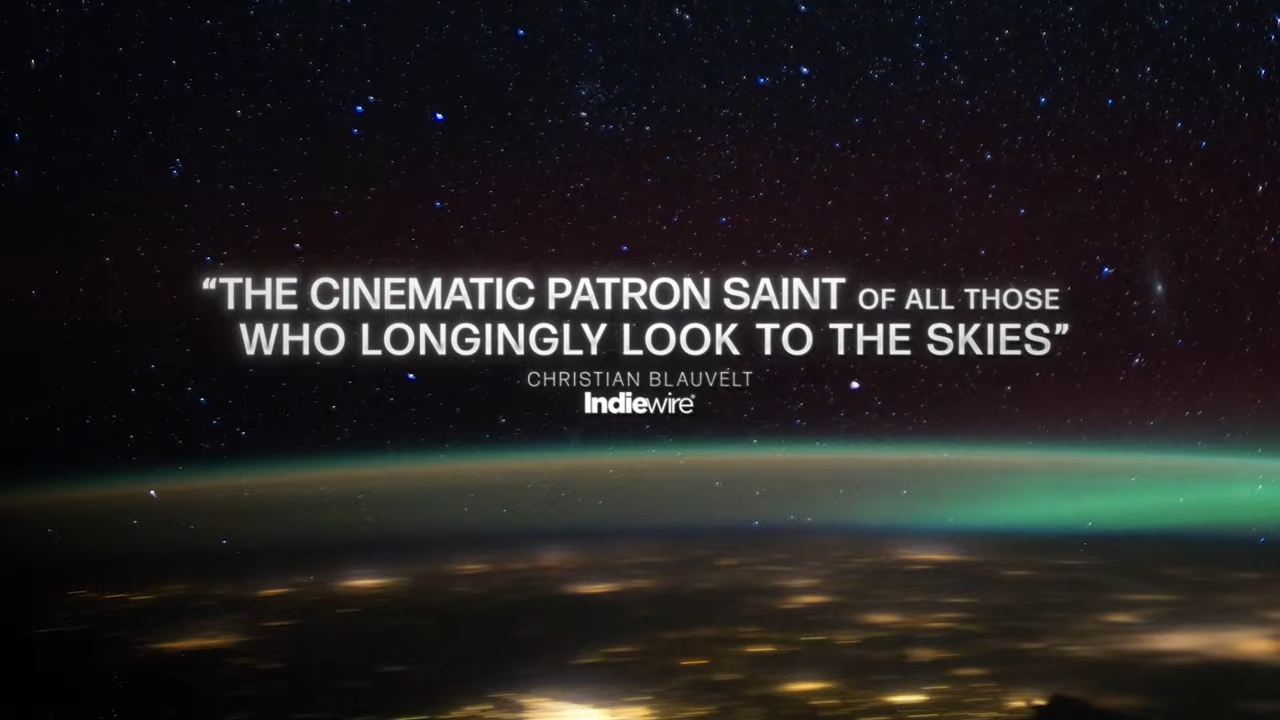 “THE CINEMATIC PATRON SAINT OF ALL THOSE
WHO LONGINGLY LOOK TO THE SKIES”
CHRISTIAN BLAUVELT
Indiewire